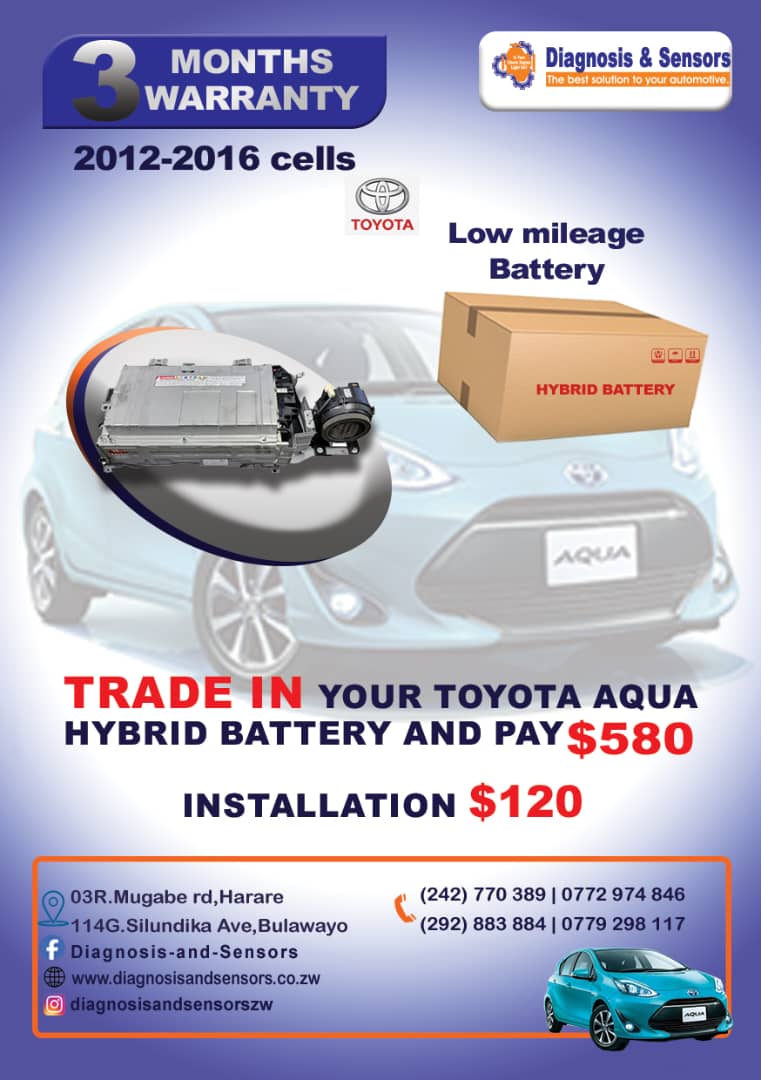 3 MONTHS
WARRANTY
Diagnosis & Sensors
The best solution to your automotive.
2012-2016 cells
TOYOTA
Low mileage
Battery
HYBRID BATTERY
AQUA
TRADE IN YOUR TOYOTA AQUA
HYBRID BATTERY AND PAY $580
INSTALLATION $120
03R.Mugabe rd,Harare
114G.Silundika Ave,Bulawayo
Diagnosis-and-Sensors
www.diagnosisandsensors.co.zw
diagnosisandsensorszw
(242) 770 389 | 0772 974 846
(292) 883 884 | 0779 298 117
AQUA